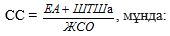 СС = ЕА + ШТШа / ЖСО, мұнда: